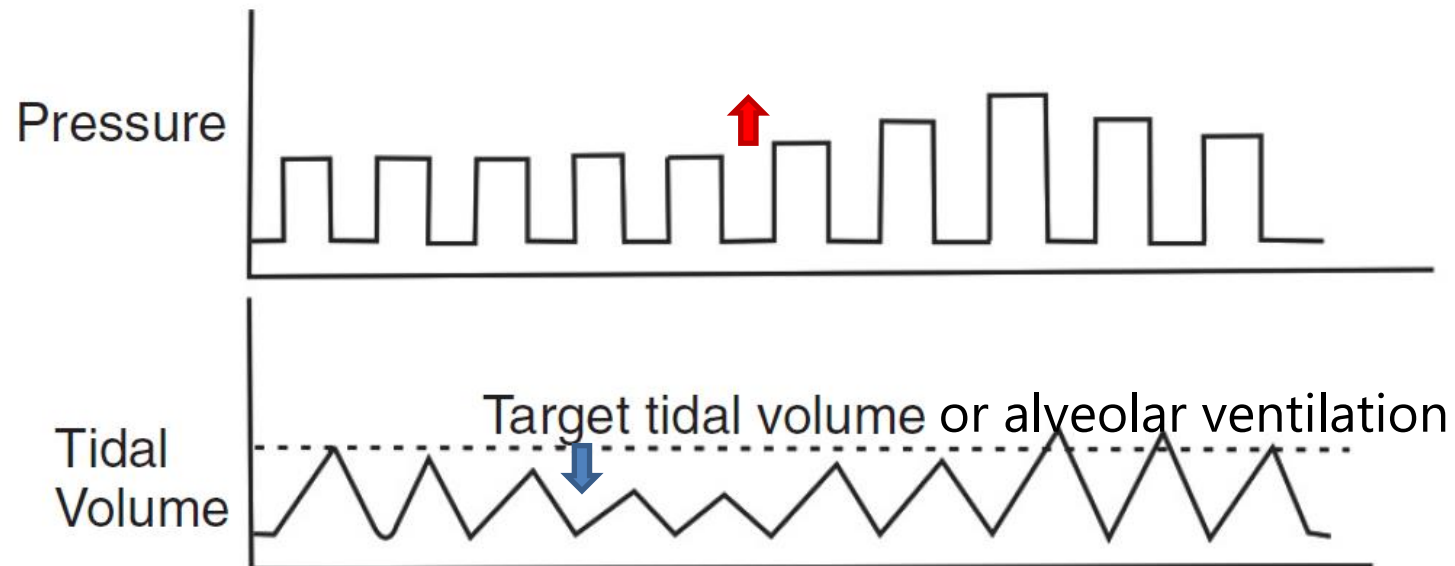 Pressure
Target tidal volume or alveolar ventilation
Tidal
Volume